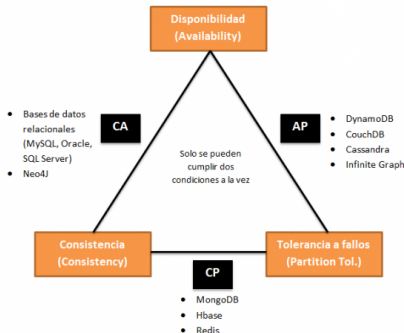 Disponibilidad
(Availability)
• Bases de datos
relacionales
(MySQL, Oracle,
SQL Server)
• Neo4J
CA
AP
• DynamoDB
• CouchDB
• Cassandra
• Infinite Graph
Solo se pueden
cumplir dos
condiciones a la vez
Consistencia
(Consistency)
Tolerancia a fallos
(Partition Tol.)
CP
• MongoDB
• Hbase
• Redis